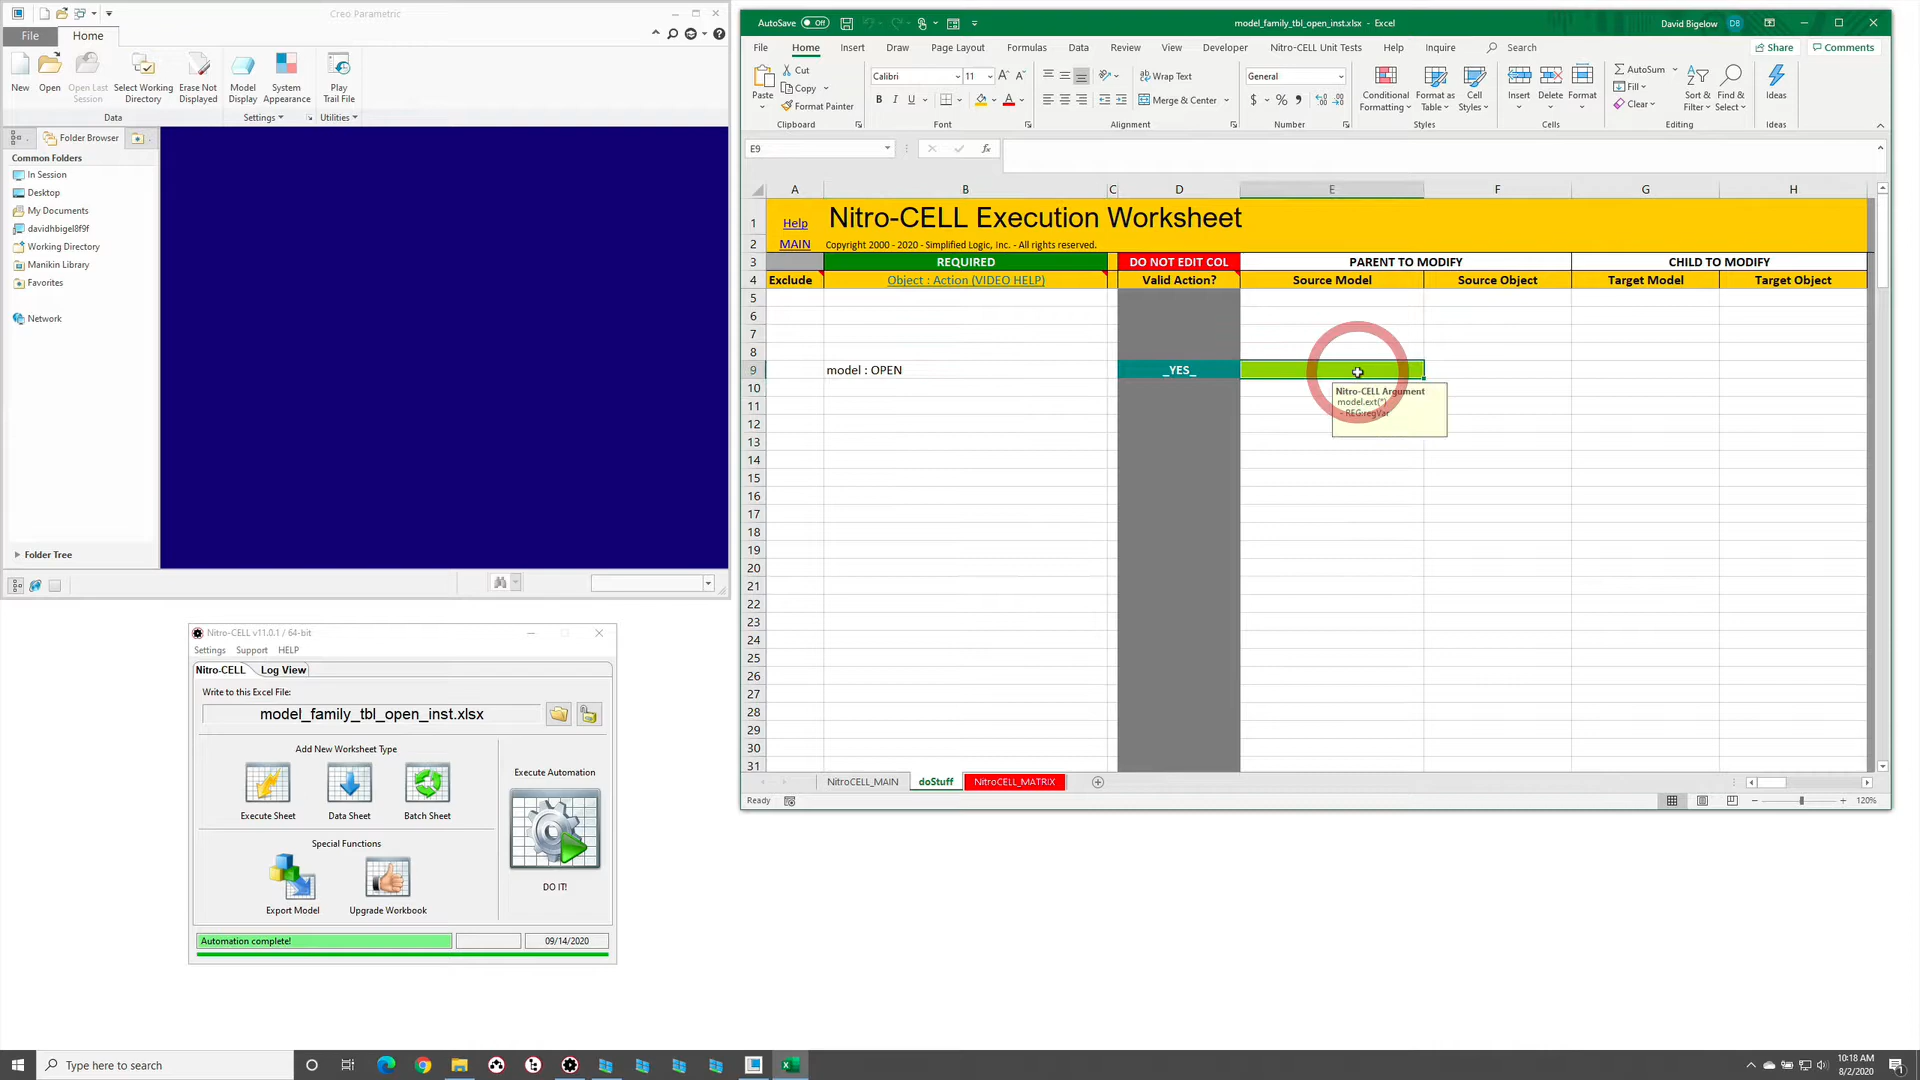 Creo Parametric
File Home
New Open Open Last Session Select Working Directory Erase Not Displayed Model Display System Appearance Play Trail File
Data Settings Utilities
Folder Browser
Common Folders
In Session
Desktop
My Documents
davidhbigel8f9f
Working Directory
Manikin Library
Favorites
Network
Folder Tree
AutoSave Off model_family_tbl_open_inst.xlsx - Excel David Bigelow DB
File Home Insert Draw Page Layout Formulas Data Review View Developer Nitro-CELL Unit Tests Help Inquire Search Share Comments
Paste Cut Copy Format Painter Calibri 11 B I U Wrap Text Merge & Center General $ % Conditional Formatting Format as Table Cell Styles Insert Delete Format AutoSum Fill Clear Sort & Filter Find & Select Ideas
Clipboard Font Alignment Number Styles Cells Editing Ideas
E9 fx
A B C D E F G H
1 Help Nitro-CELL Execution Worksheet
2 MAIN Copyright 2000 - 2020 - Simplified Logic, Inc. - All rights reserved.
3 REQUIRED DO NOT EDIT COL PARENT TO MODIFY CHILD TO MODIFY
4 Exclude Object : Action (VIDEO HELP) Valid Action? Source Model Source Object Target Model Target Object
5
6
7
8
9 model : OPEN _YES_
10 Nitro-CELL Argument
model.ext(*)
11 - REG:regVar
12
13
14
15
16
17
18
19
20
21
22
23
24
25
26
27
28
29
30
31
NitroCELL_MAIN doStuff NitroCELL_MATRIX
Ready 120%
Nitro-CELL v11.0.1 / 64-bit
Settings Support HELP
Nitro-CELL Log View
Write to this Excel File:
model_family_tbl_open_inst.xlsx
Add New Worksheet Type
Execute Sheet Data Sheet Batch Sheet
Special Functions
Export Model Upgrade Workbook
Execute Automation
DO IT!
Automation complete! 09/14/2020
Type here to search
10:18 AM
8/2/2020
1